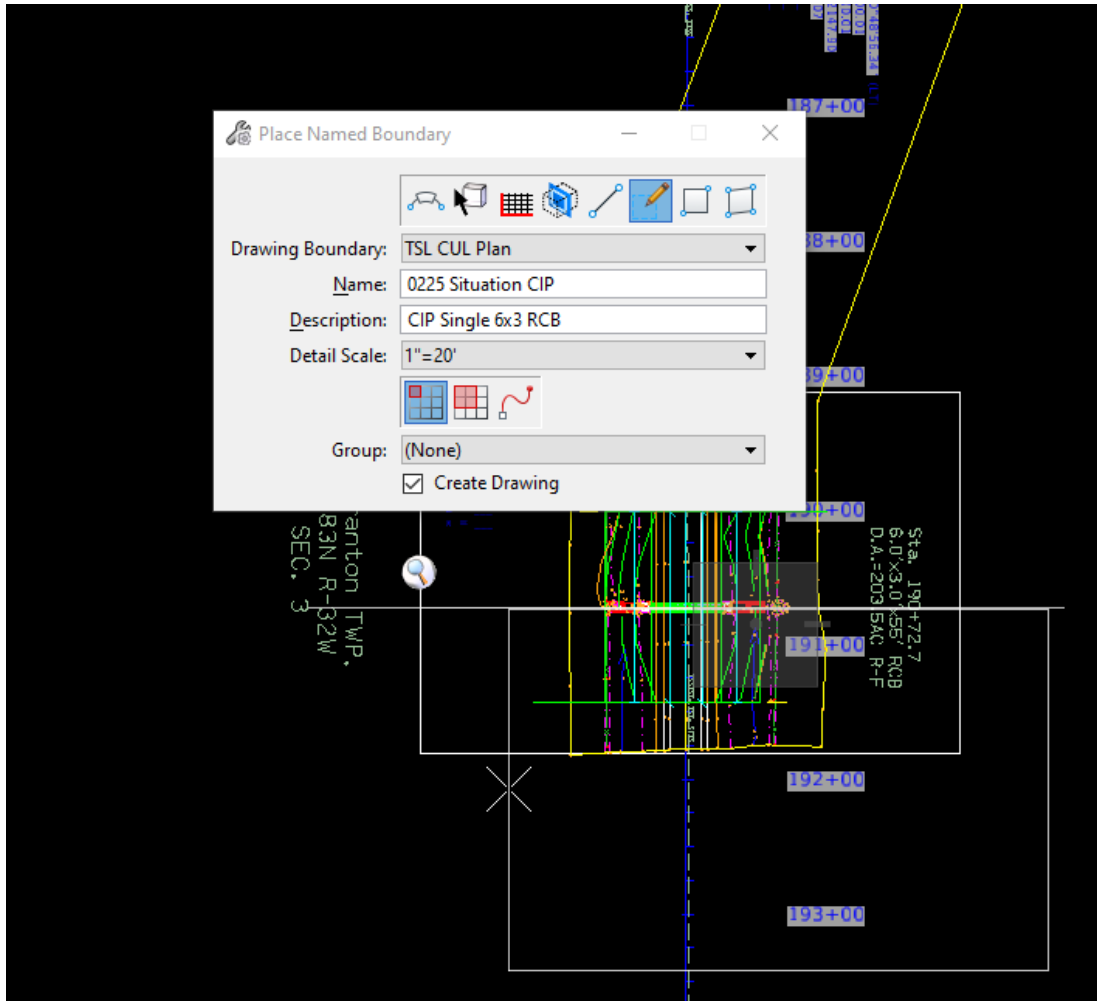 187+00
Place Named Boundary
Drawing Boundary: TSL CUL Plan
Name: 0225 Situation CIP
Description: CIP Single 6x3 RCB
Detail Scale: 1"=20'
Group: (None)
Create Drawing
88+00
89+00
190+00
anton TWP.
83N R-32W
SEC. 3
Sta. 190+72.7
6.0'x3.0'x55' RCB
D.A.=203.5AC R-F
191+00
192+00
193+00